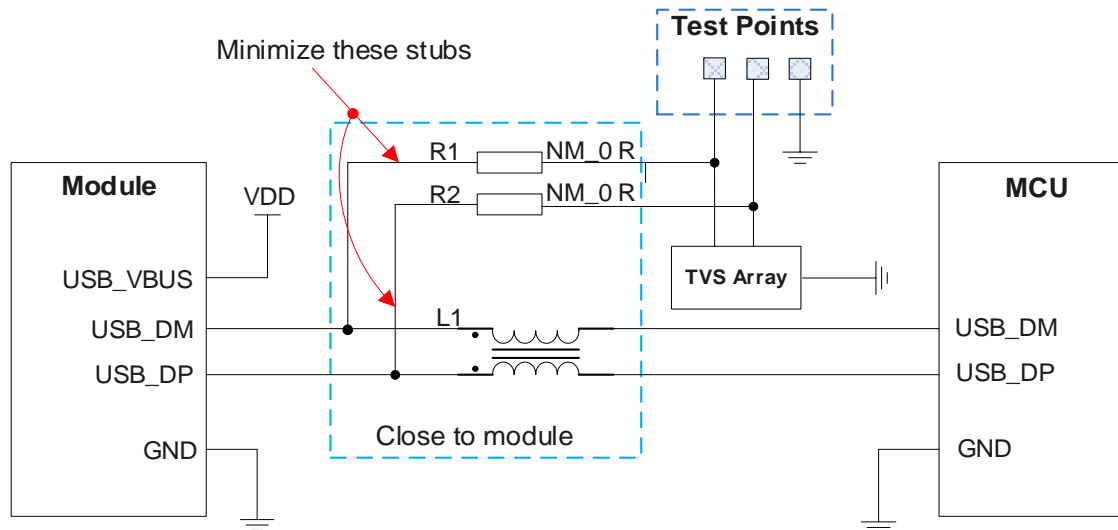 Test Points
Minimize these stubs
R1 NM_0 R
R2 NM_0 R
Module
VDD
MCU
USB_VBUS
TVS Array
L1
USB_DM
USB_DM
USB_DP
USB_DP
Close to module
GND
GND